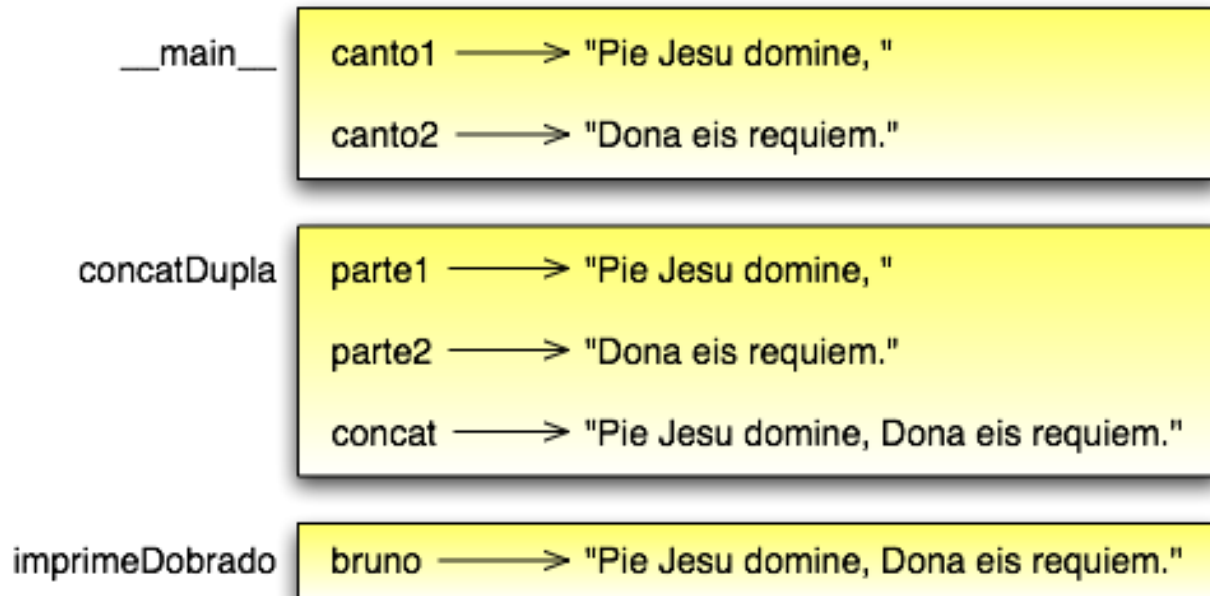 __main__ canto1 "Pie Jesu domine, "
canto2 "Dona eis requiem."
concatDupla parte1 "Pie Jesu domine, "
parte2 "Dona eis requiem."
concat "Pie Jesu domine, Dona eis requiem."
imprimeDobrado bruno "Pie Jesu domine, Dona eis requiem."